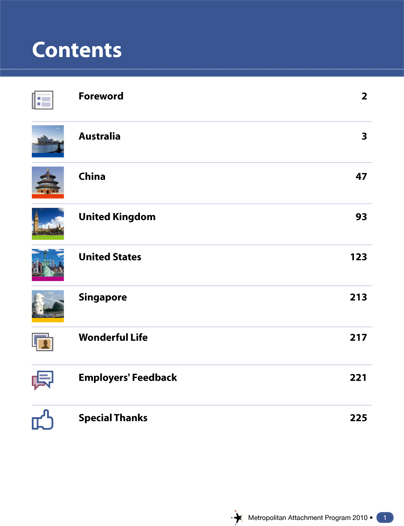 Contents
Foreword 2
Australia 3
China 47
United Kingdom 93
United States 123
Singapore 213
Wonderful Life 217
Employers' Feedback 221
Special Thanks 225
Metropolitan Attachment Program 2010 • 1